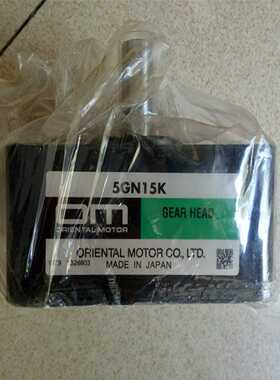 5GN15K
OM
ORIENTAL MOTOR
GEAR HEAD
ORIENTAL MOTOR CO., LTD.
MADE IN JAPAN